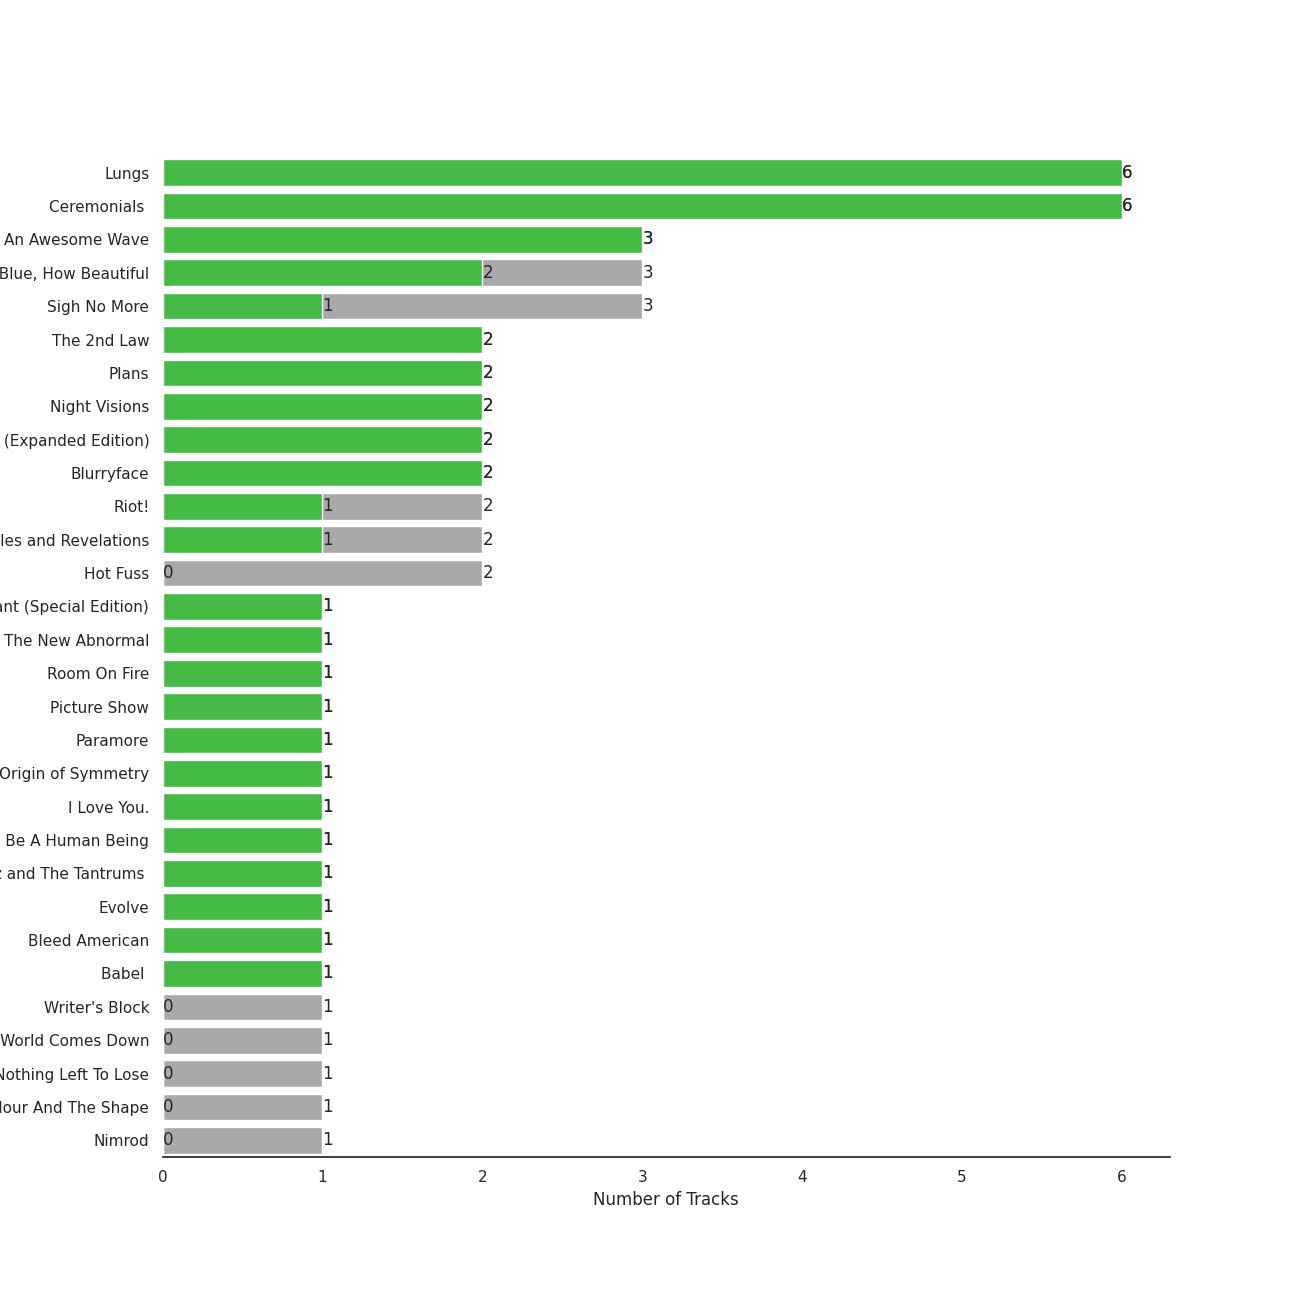 Lungs 6
Ceremonials 6
An Awesome Wave 3
Blue, How Beautiful 2 3
Sigh No More 1 3
The 2nd Law 2
Plans 2
Night Visions 2
(Expanded Edition) 2
Blurryface 2
Riot! 1 2
les and Revelations 1 2
Hot Fuss 0 2
ant (Special Edition) 1
The New Abnormal 1
Room On Fire 1
Picture Show 1
Paramore 1
Origin of Symmetry 1
I Love You. 1
Be A Human Being 1
and The Tantrums 1
Evolve 1
Bleed American 1
Babel 1
Writer's Block 0 1
World Comes Down 0 1
Nothing Left To Lose 0 1
lour And The Shape 0 1
Nimrod 0 1
0 1 2 3 4 5 6
Number of Tracks